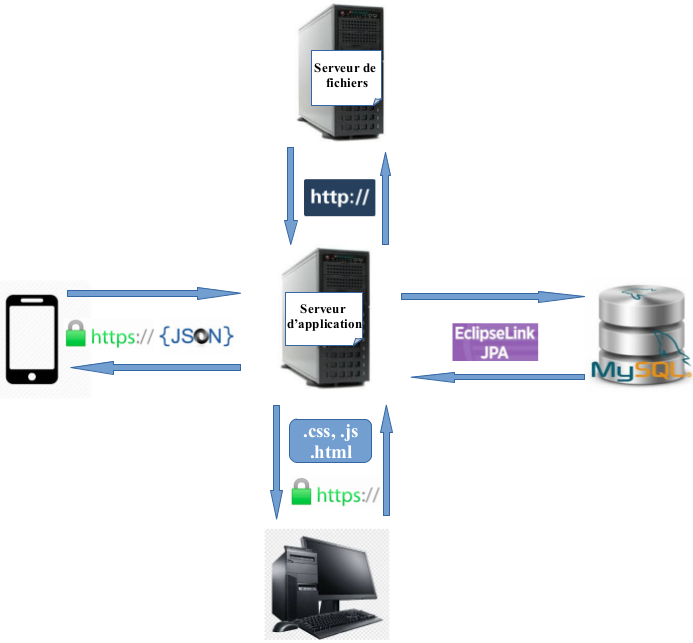 Serveur de
fichiers
http://
Serveur
d'application
https:// {JSON}
EclipseLink
JPA
MySQL
.css, .js
.html
https://